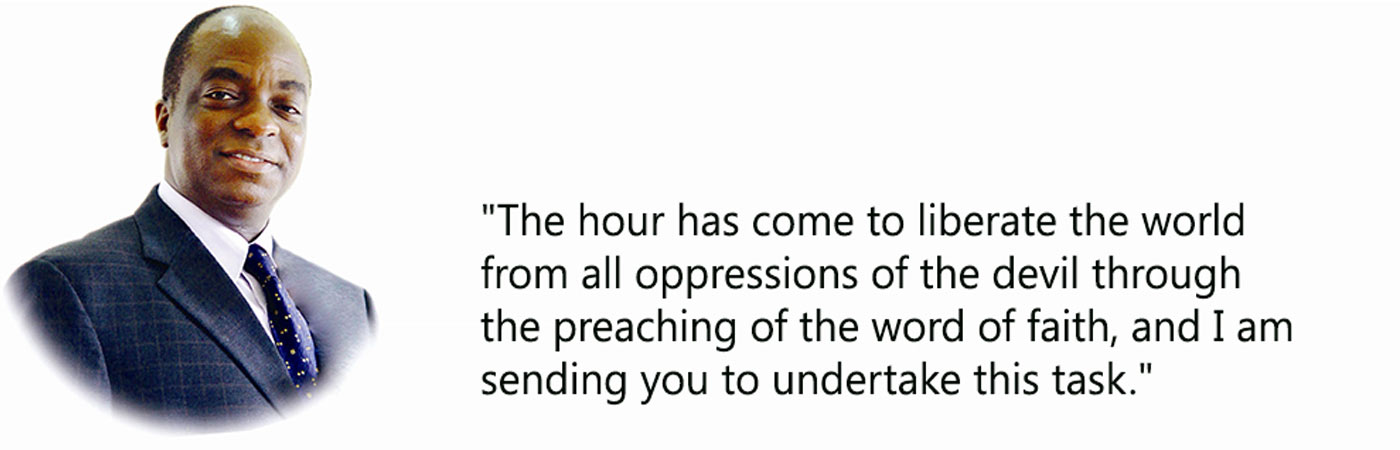 "The hour has come to liberate the world
from all oppressions of the devil through
the preaching of the word of faith, and I am
sending you to undertake this task."